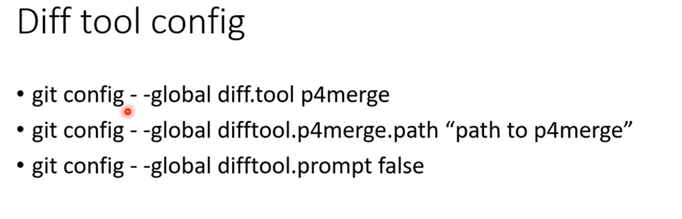 Diff tool config
• git config - -global diff.tool p4merge
• git config - -global difftool.p4merge.path “path to p4merge”
• git config - -global difftool.prompt false